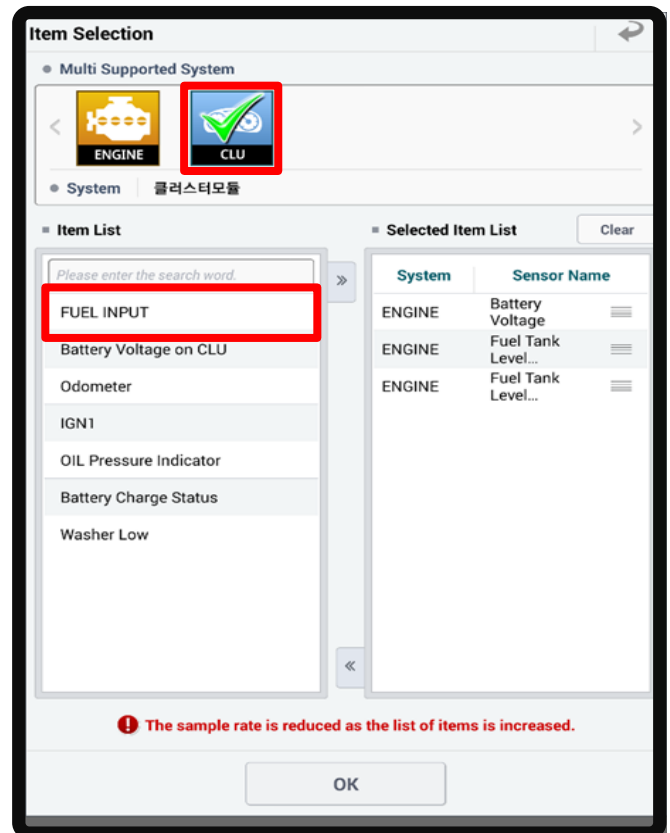 Item Selection
Multi Supported System
ENGINE
CLU
System 클러스터모듈
Item List
Selected Item List
Clear
Please enter the search word.
FUEL INPUT
Battery Voltage on CLU
Odometer
IGN1
OIL Pressure Indicator
Battery Charge Status
Washer Low
System Sensor Name
ENGINE Battery
Voltage
ENGINE Fuel Tank
Level...
ENGINE Fuel Tank
Level...
The sample rate is reduced as the list of items is increased.
OK